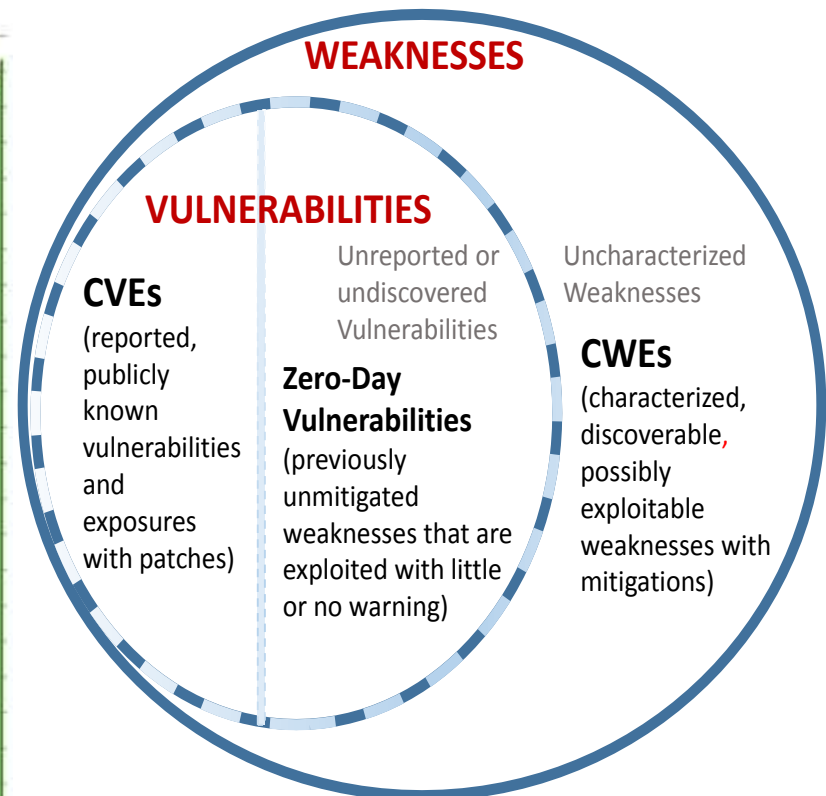 WEAKNESSES
VULNERABILITIES
CVEs
(reported,
publicly
known
vulnerabilities
and
exposures
with patches)
Unreported or
undiscovered
Vulnerabilities
Zero-Day
Vulnerabilities
(previously
unmitigated
weaknesses that are
exploited with little
or no warning)
Uncharacterized
Weaknesses
CWEs
(characterized,
discoverable,
possibly
exploitable
weaknesses with
mitigations)